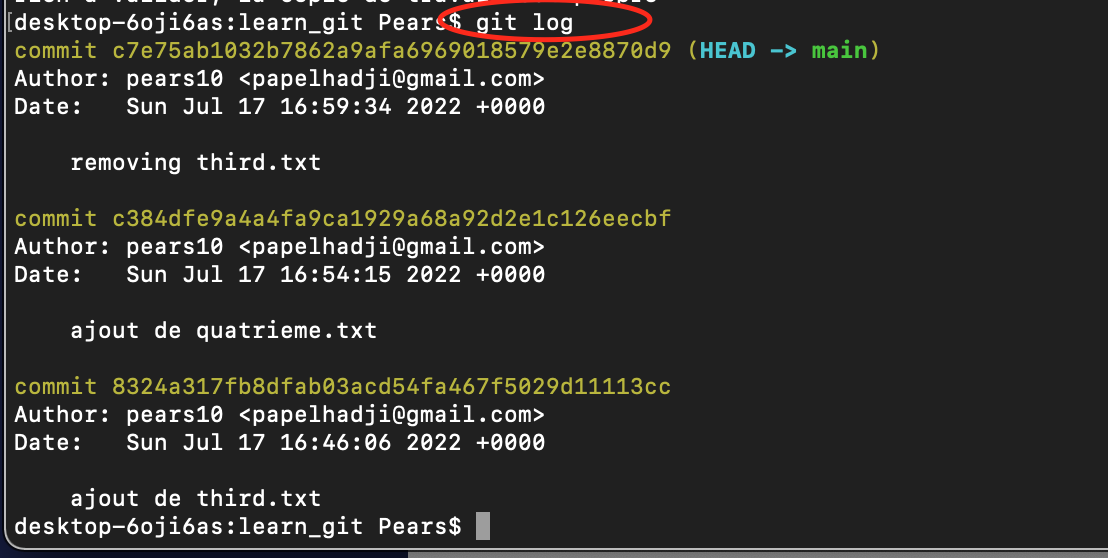 desktop-6oji6as:learn_git Pears$ git log
commit c7e75ab1032b7862a9afa6969018579e2e8870d9 (HEAD -> main)
Author: pears10 <papelhadji@gmail.com>
Date:   Sun Jul 17 16:59:34 2022 +0000
removing third.txt
commit c384dfe9a4a4fa9ca1929a68a92d2e1c126eecbf
Author: pears10 <papelhadji@gmail.com>
Date:   Sun Jul 17 16:54:15 2022 +0000
ajout de quatrieme.txt
commit 8324a317fb8dfab03acd54fa467f5029d11113cc
Author: pears10 <papelhadji@gmail.com>
Date:   Sun Jul 17 16:46:06 2022 +0000
ajout de third.txt
desktop-6oji6as:learn_git Pears$